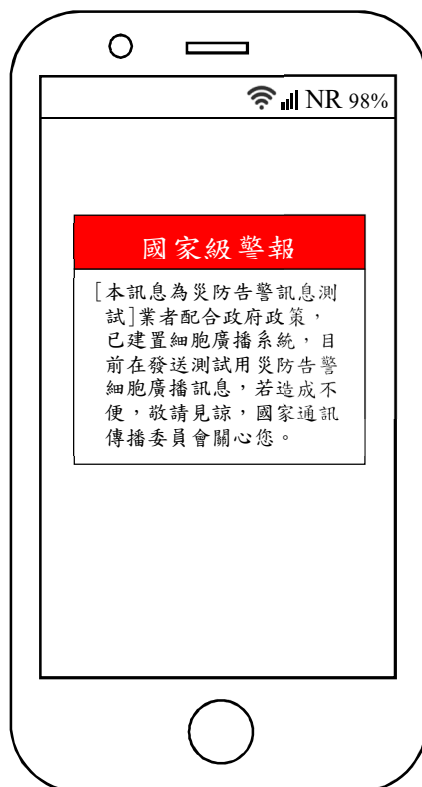 NR 98%
國家級警報
[本訊息為災防告警訊息測
試]業者配合政府政策，
已建置細胞廣播系統，目
前在發送測試用災防告警
細胞廣播訊息，若造成不
便，敬請見諒，國家通訊
傳播委員會關心您。